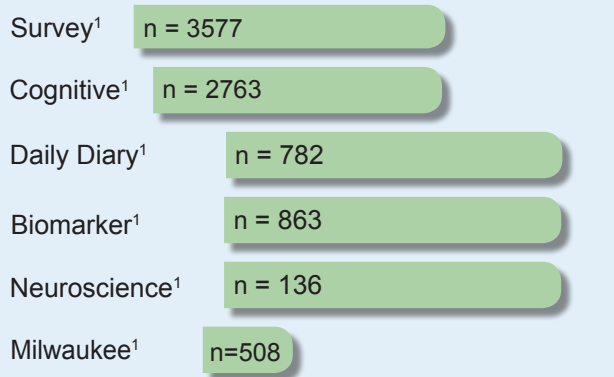 Survey¹ n = 3577
Cognitive¹ n = 2763
Daily Diary¹ n = 782
Biomarker¹ n = 863
Neuroscience¹ n = 136
Milwaukee¹ n=508